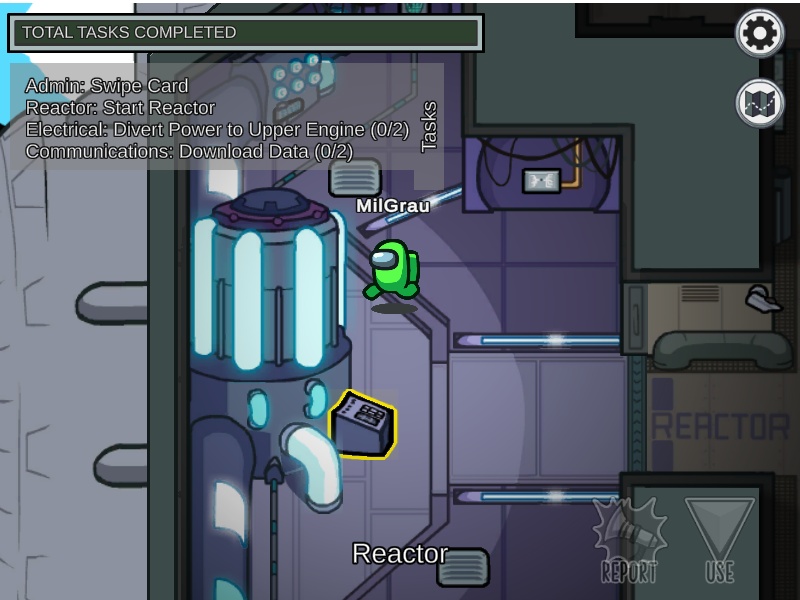 TOTAL TASKS COMPLETED
Admin: Swipe Card
Reactor: Start Reactor
Electrical: Divert Power to Upper Engine (0/2)
Communications: Download Data (0/2)
Tasks
MilGrau
REACTOR
Reactor
REPORT
USE